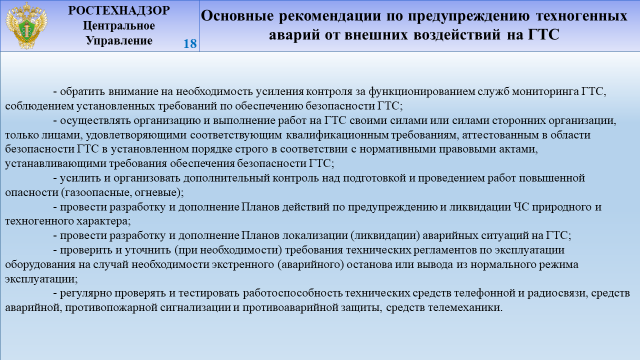 РОСТЕХНАДЗОР
Центральное
Управление
18
Основные рекомендации по предупреждению техногенных
аварий от внешних воздействий на ГТС
- обратить внимание на необходимость усиления контроля за функционированием служб мониторинга ГТС,
соблюдением установленных требований по обеспечению безопасности ГТС;
- осуществлять организацию и выполнение работ на ГТС своими силами или силами сторонних организации,
только лицами, удовлетворяющими соответствующим квалификационным требованиям, аттестованным в области
безопасности ГТС в установленном порядке строго в соответствии с нормативными правовыми актами,
устанавливающими требования обеспечения безопасности ГТС;
- усилить и организовать дополнительный контроль над подготовкой и проведением работ повышенной
опасности (газоопасные, огневые);
- провести разработку и дополнение Планов действий по предупреждению и ликвидации ЧС природного и
техногенного характера;
- провести разработку и дополнение Планов локализации (ликвидации) аварийных ситуаций на ГТС;
- проверить и уточнить (при необходимости) требования технических регламентов по эксплуатации
оборудования на случай необходимости экстренного (аварийного) останова или вывода из нормального режима
эксплуатации;
- регулярно проверять и тестировать работоспособность технических средств телефонной и радиосвязи, средств
аварийной, противопожарной сигнализации и противоаварийной защиты, средств телемеханики.